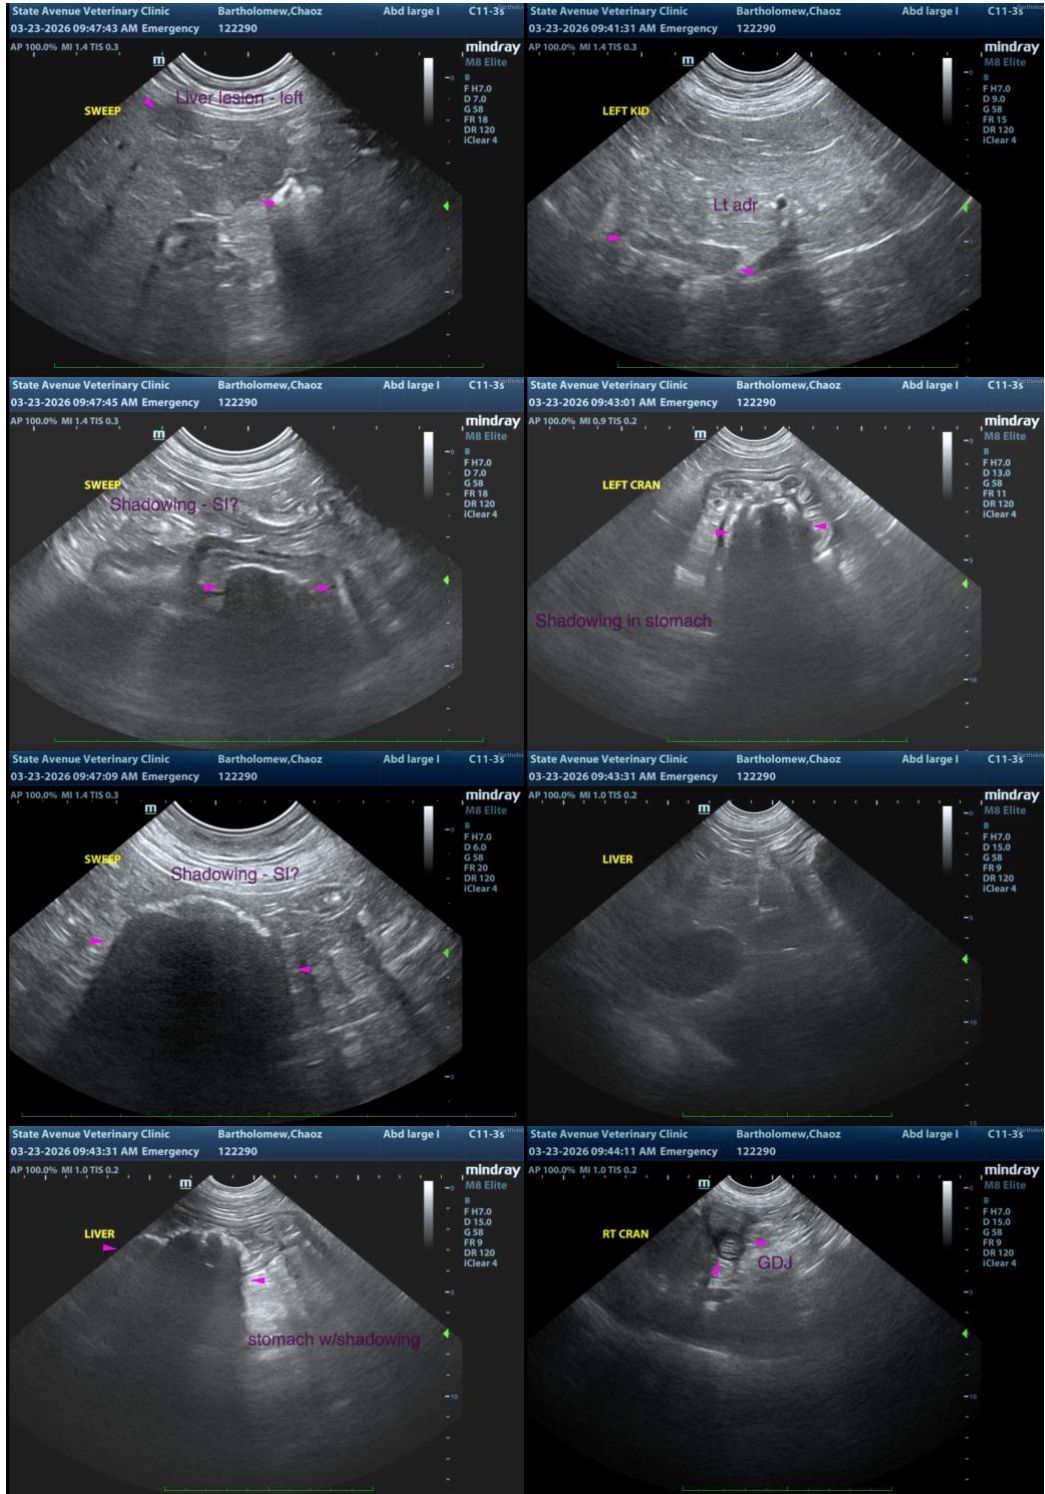 State Avenue Veterinary Clinic Bartholomew,Chaoz Abd large I C11-3s
03-23-2026 09:47:43 AM Emergency 122290
AP 100.0% MI 1.4 TIS 0.3 mindray
m M8 Elite
SWEEP
Liver lesion - left
B
F H7.0
D 7.0
G 58
FR 18
DR 120
iClear 4
0
5
State Avenue Veterinary Clinic Bartholomew,Chaoz Abd large I C11-3s
03-23-2026 09:41:31 AM Emergency 122290
AP 100.0% MI 1.4 TIS 0.3 mindray
m M8 Elite
LEFT KID
Lt adr
B
F H7.0
D 9.0
G 58
FR 15
DR 120
iClear 4
State Avenue Veterinary Clinic Bartholomew,Chaoz Abd large I C11-3s
03-23-2026 09:47:45 AM Emergency 122290
AP 100.0% MI 1.4 TIS 0.3 mindray
m M8 Elite
SWEEP
Shadowing - SI?
B
F H7.0
D 7.0
G 58
FR 18
DR 120
iClear 4
State Avenue Veterinary Clinic Bartholomew,Chaoz Abd large I C11-3s
03-23-2026 09:43:01 AM Emergency 122290
AP 100.0% MI 0.9 TIS 0.2 mindray
m M8 Elite
LEFT CRAN
Shadowing in stomach
B
F H7.0
D 13.0
G 58
FR 11
DR 120
iClear 4
5
10
State Avenue Veterinary Clinic Bartholomew,Chaoz Abd large I C11-3s
03-23-2026 09:47:09 AM Emergency 122290
AP 100.0% MI 1.4 TIS 0.3 mindray
m M8 Elite
SWEEP
Shadowing - SI?
B
F H7.0
D 6.0
G 58
FR 20
DR 120
iClear 4
State Avenue Veterinary Clinic Bartholomew,Chaoz Abd large I C11-3s
03-23-2026 09:43:31 AM Emergency 122290
AP 100.0% MI 1.0 TIS 0.2 mindray
m M8 Elite
LIVER
B
F H7.0
D 15.0
G 58
FR 9
DR 120
iClear 4
5
10
15
State Avenue Veterinary Clinic Bartholomew,Chaoz Abd large I C11-3s
03-23-2026 09:43:31 AM Emergency 122290
AP 100.0% MI 1.0 TIS 0.2 mindray
m M8 Elite
LIVER
stomach w/shadowing
B
F H7.0
D 15.0
G 58
FR 9
DR 120
iClear 4
5
10
State Avenue Veterinary Clinic Bartholomew,Chaoz Abd large I C11-3s
03-23-2026 09:44:11 AM Emergency 122290
AP 100.0% MI 1.0 TIS 0.2 mindray
m M8 Elite
RT CRAN
GDJ
B
F H7.0
D 15.0
G 58
FR 9
DR 120
iClear 4
5
10